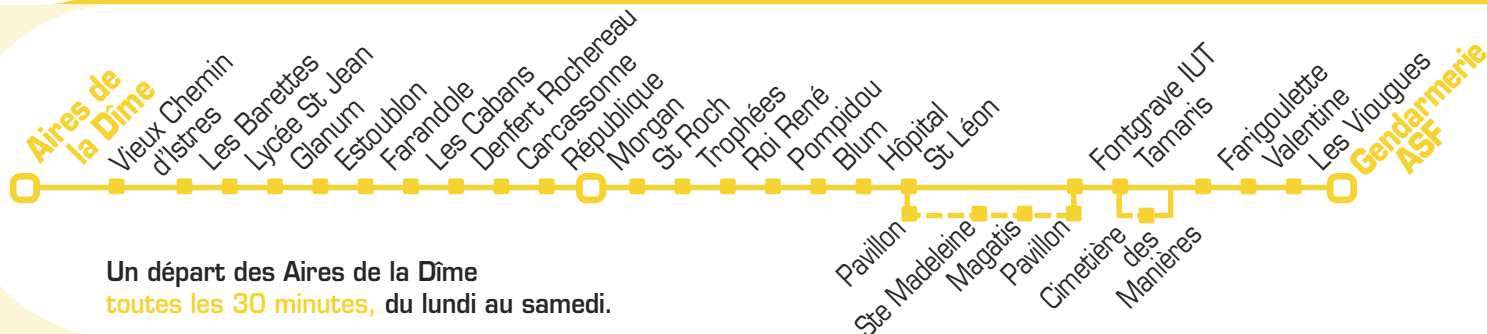 Aires de
la Dîme
Vieux Chemin
d'Istres
Les Barettes
Lycée St Jean
Glanum
Estoublon
Farandole
Les Cabans
Denfert Rochereau
Carcassonne
République
Morgan
St Roch
Trophées
Roi René
Pompidou
Blum
Hôpital
St Léon
Fontgrave IUT
Tamaris
Farigoulette
Valentine
Les Viougues
Gendarmerie
ASF
Pavillon
Ste Madeleine
Magatis
Pavillon
Cimetière
des
Manières
Un départ des Aires de la Dîme
toutes les 30 minutes, du lundi au samedi.